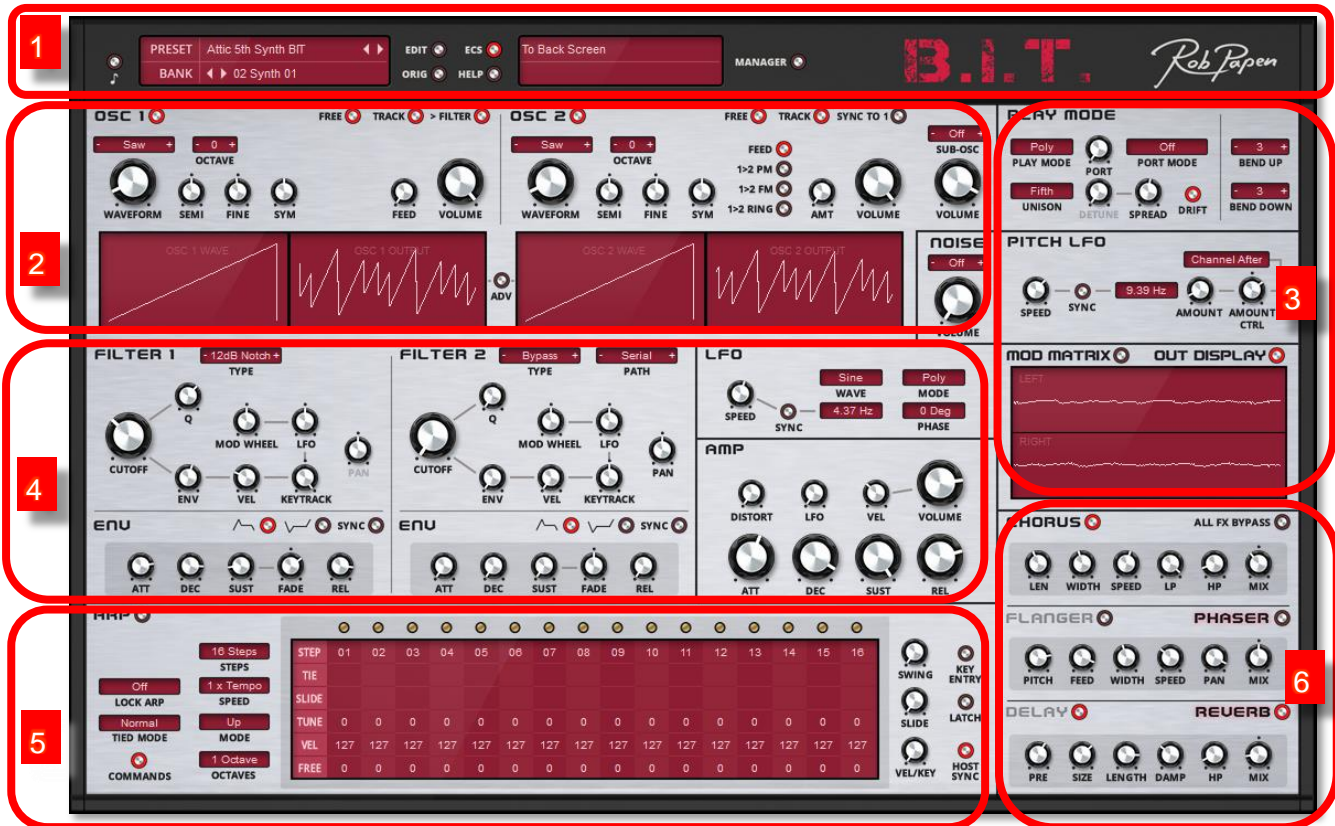 1
PRESET Attic 5th Synth BIT
BANK 02 Synth 01
EDIT ECS
ORIG HELP
To Back Screen
MANAGER
B.I.T.
Rob Papen
2
OSC 1 FREE TRACK > FILTER
- Saw + - 0 +
OCTAVE
WAVEFORM SEMI FINE SYM FEED VOLUME
OSC 1 WAVE OSC 1 OUTPUT
ADV
OSC 2 FREE TRACK SYNC TO 1
- Saw + - 0 +
OCTAVE
FEED
1>2 PM
1>2 FM
1>2 RING
- Off +
SUB-OSC
WAVEFORM SEMI FINE SYM AMT VOLUME VOLUME
OSC 2 WAVE OSC 2 OUTPUT
NOISE
- Off +
VOLUME
3
PLAY MODE
Poly Off - 3 +
PLAY MODE PORT PORT MODE BEND UP
Fifth - 3 +
UNISON DETUNE SPREAD DRIFT BEND DOWN
PITCH LFO
Channel After
9.39 Hz
SPEED SYNC AMOUNT AMOUNT
CTRL
MOD MATRIX OUT DISPLAY
LEFT
RIGHT
4
FILTER 1 - 12dB Notch +
TYPE
Q
MOD WHEEL LFO
CUTOFF PAN
ENV VEL KEYTRACK
ENV SYNC
ATT DEC SUST FADE REL
FILTER 2 - Bypass + - Serial +
TYPE PATH
Q
MOD WHEEL LFO
CUTOFF PAN
ENV VEL KEYTRACK
ENV SYNC
ATT DEC SUST FADE REL
LFO
Sine Poly
WAVE MODE
SPEED 4.37 Hz 0 Deg
SYNC PHASE
AMP
DISTORT LFO VEL VOLUME
ATT DEC SUST REL
5
ARP
16 Steps
STEPS
Off 1 x Tempo
LOCK ARP SPEED
Normal Up
TIED MODE MODE
1 Octave
COMMANDS OCTAVES
STEP 01 02 03 04 05 06 07 08 09 10 11 12 13 14 15 16
TIE
SLIDE
TUNE 0 0 0 0 0 0 0 0 0 0 0 0 0 0 0 0
VEL 127 127 127 127 127 127 127 127 127 127 127 127 127 127 127 127
FREE 0 0 0 0 0 0 0 0 0 0 0 0 0 0 0 0
SWING KEY
ENTRY
SLIDE LATCH
VEL/KEY HOST
SYNC
6
CHORUS ALL FX BYPASS
LEN WIDTH SPEED LP HP MIX
FLANGER PHASER
PITCH FEED WIDTH SPEED PAN MIX
DELAY REVERB
PRE SIZE LENGTH DAMP HP MIX